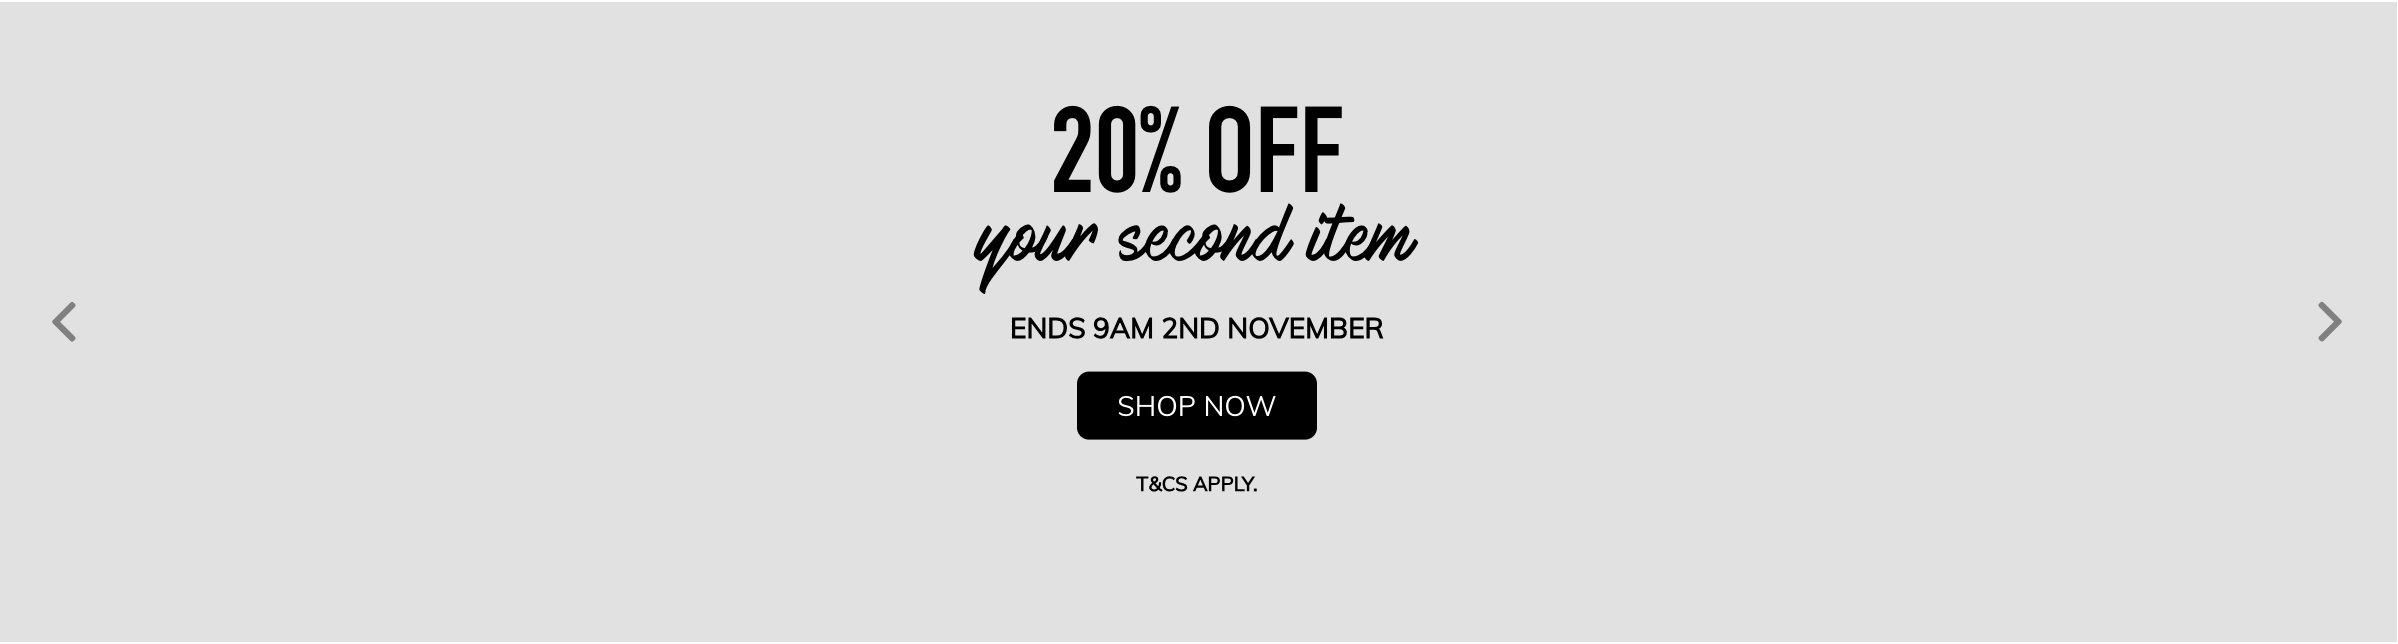 20% OFF
your second item
ENDS 9AM 2ND NOVEMBER
SHOP NOW
T&CS APPLY.